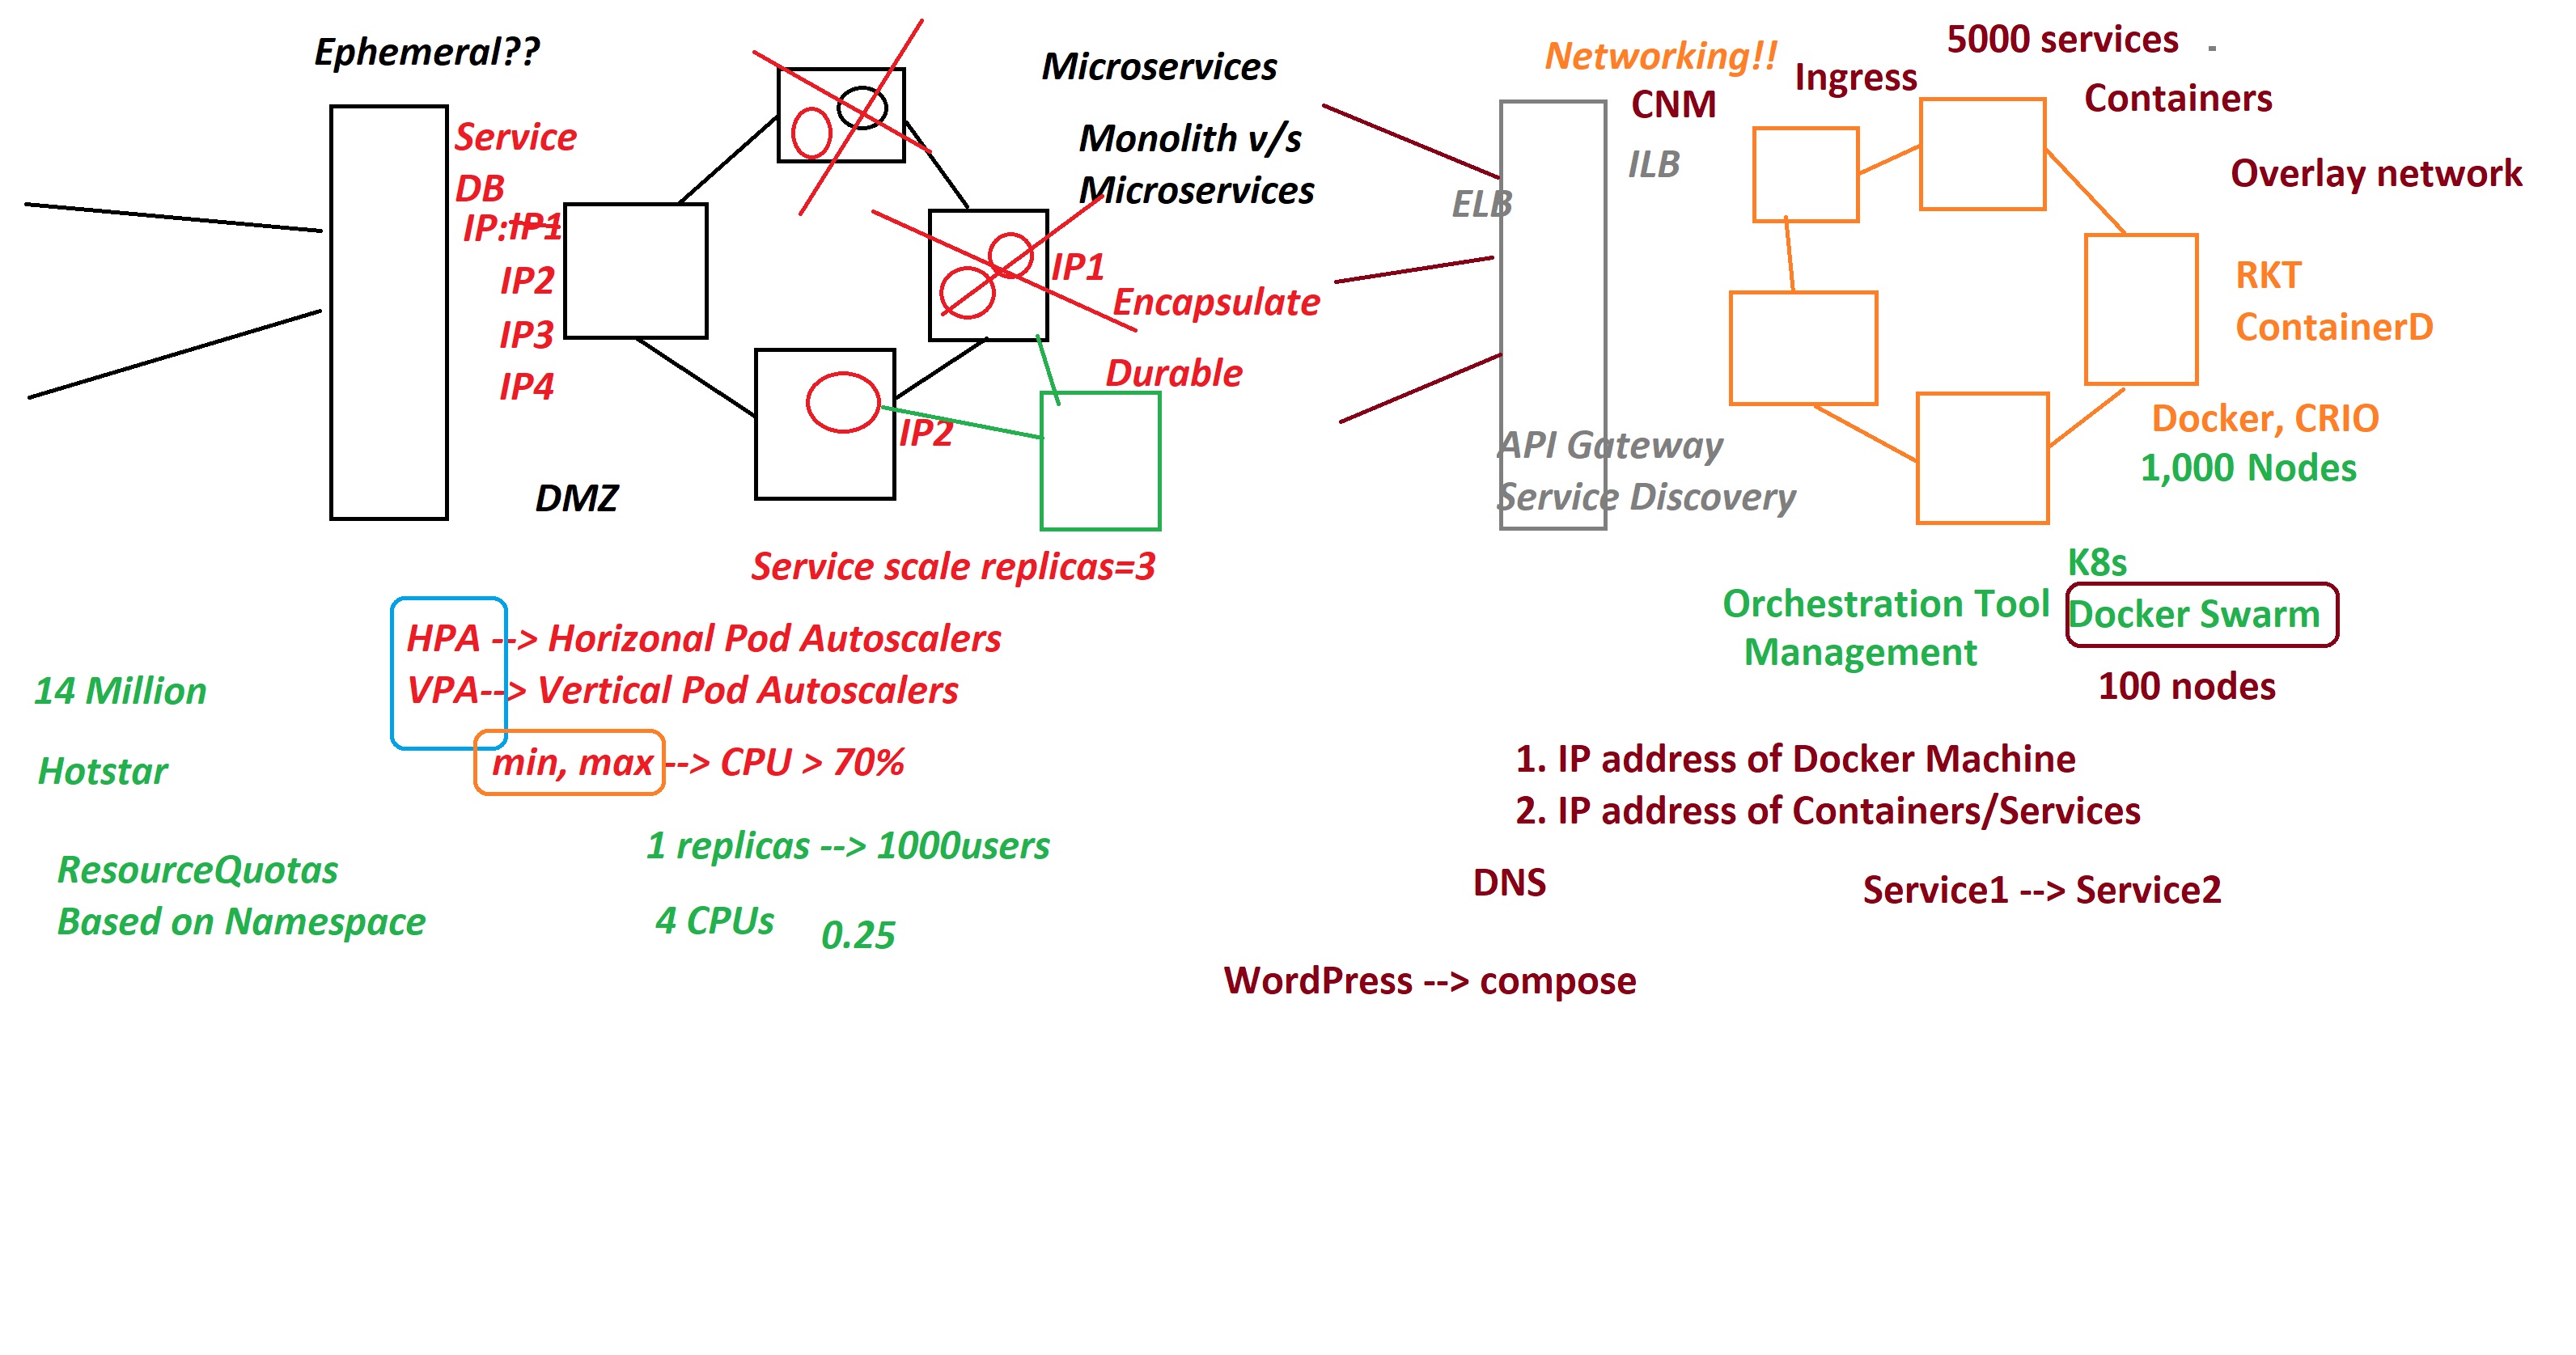 Ephemeral??
Service
DB
IP:IP1
IP2
IP3
IP4
DMZ
Microservices
Monolith v/s
Microservices
IP1
Encapsulate
Durable
IP2
Service scale replicas=3
HPA --> Horizonal Pod Autoscalers
VPA--> Vertical Pod Autoscalers
min, max --> CPU > 70%
14 Million
Hotstar
ResourceQuotas
Based on Namespace
1 replicas --> 1000users
4 CPUs
0.25
Networking!!
CNM
Ingress
5000 services
-
Containers
ILB
ELB
Overlay network
RKT
ContainerD
Docker, CRIO
1,000 Nodes
API Gateway
Service Discovery
K8s
Orchestration Tool
Management
Docker Swarm
100 nodes
1. IP address of Docker Machine
2. IP address of Containers/Services
DNS
Service1 --> Service2
WordPress --> compose